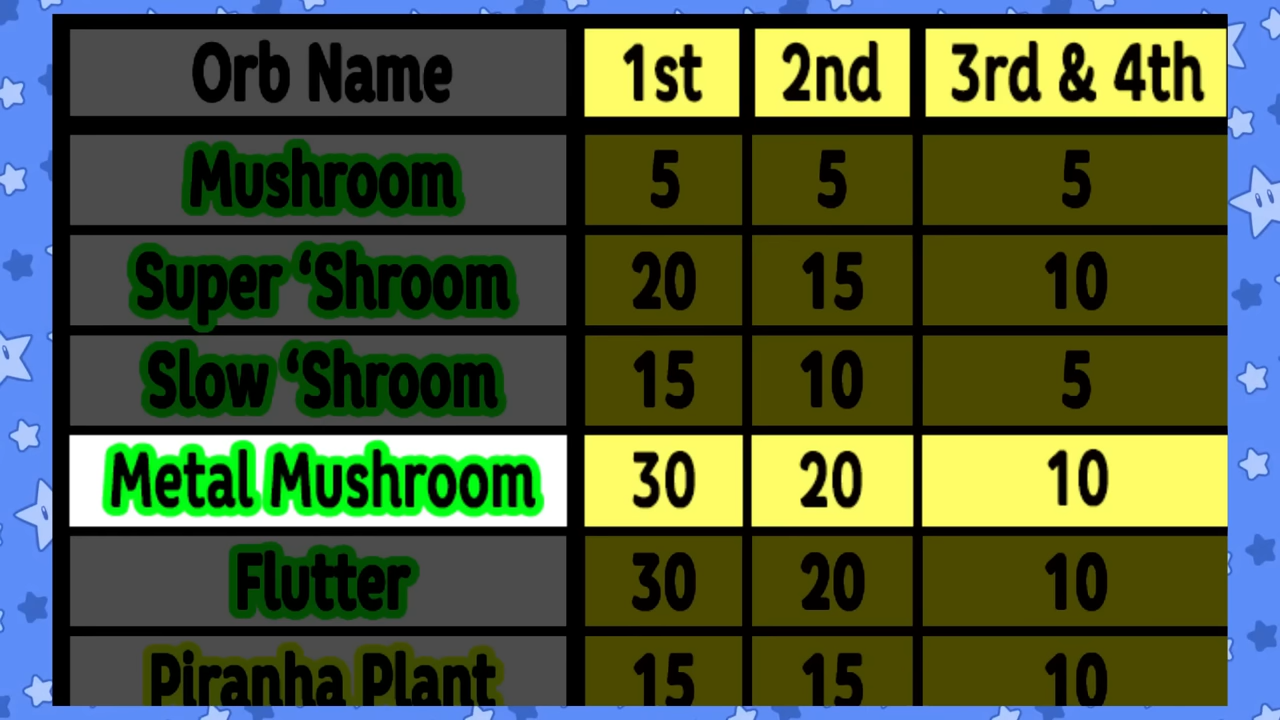 Orb Name 1st 2nd 3rd & 4th
Mushroom 5 5 5
Super ‘Shroom 20 15 10
Slow ‘Shroom 15 10 5
Metal Mushroom 30 20 10
Flutter 30 20 10
Piranha Plant 15 15 10